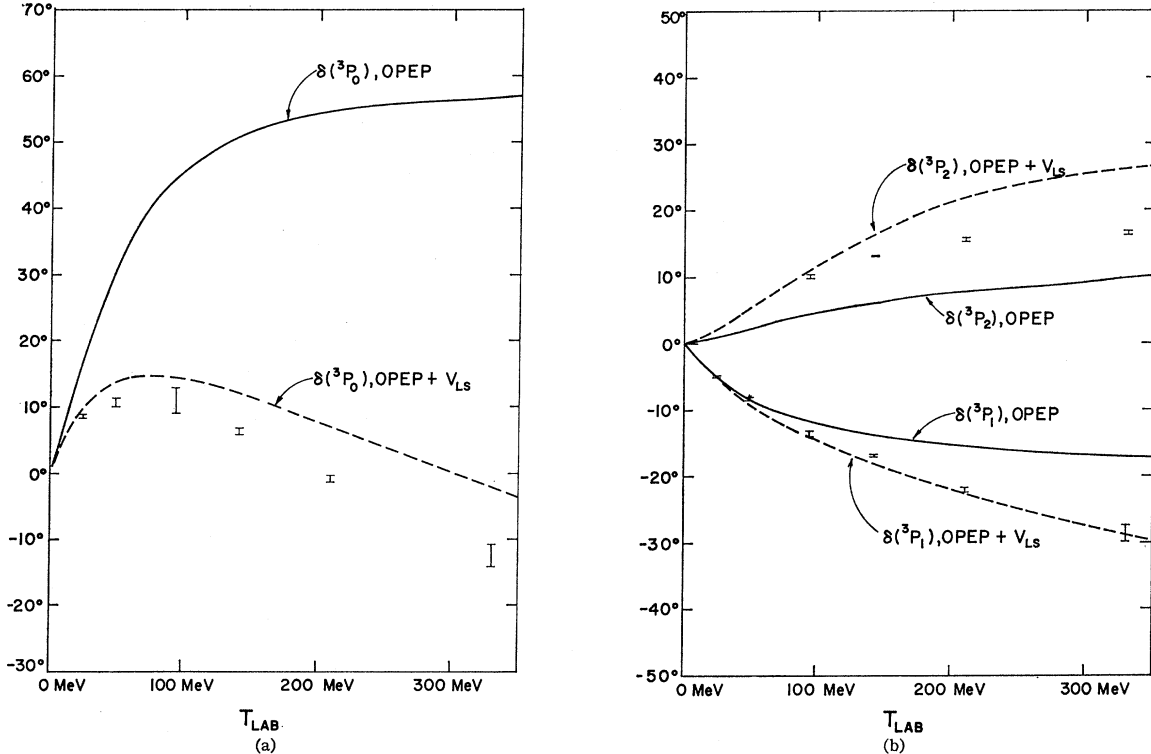 70°
60°
50°
40°
30°
20°
10°
0°
-10°
-20°
-30°
0 MeV
100 MeV
200 MeV
300 MeV
δ(³P₀), OPEP
δ(³P₀), OPEP + V_LS
T_LAB
(a)
50°
40°
30°
20°
10°
0°
-10°
-20°
-30°
-40°
-50°
0 MeV
100 MeV
200 MeV
300 MeV
δ(³P₂), OPEP + V_LS
δ(³P₂), OPEP
δ(³P₁), OPEP
δ(³P₁), OPEP + V_LS
T_LAB
(b)